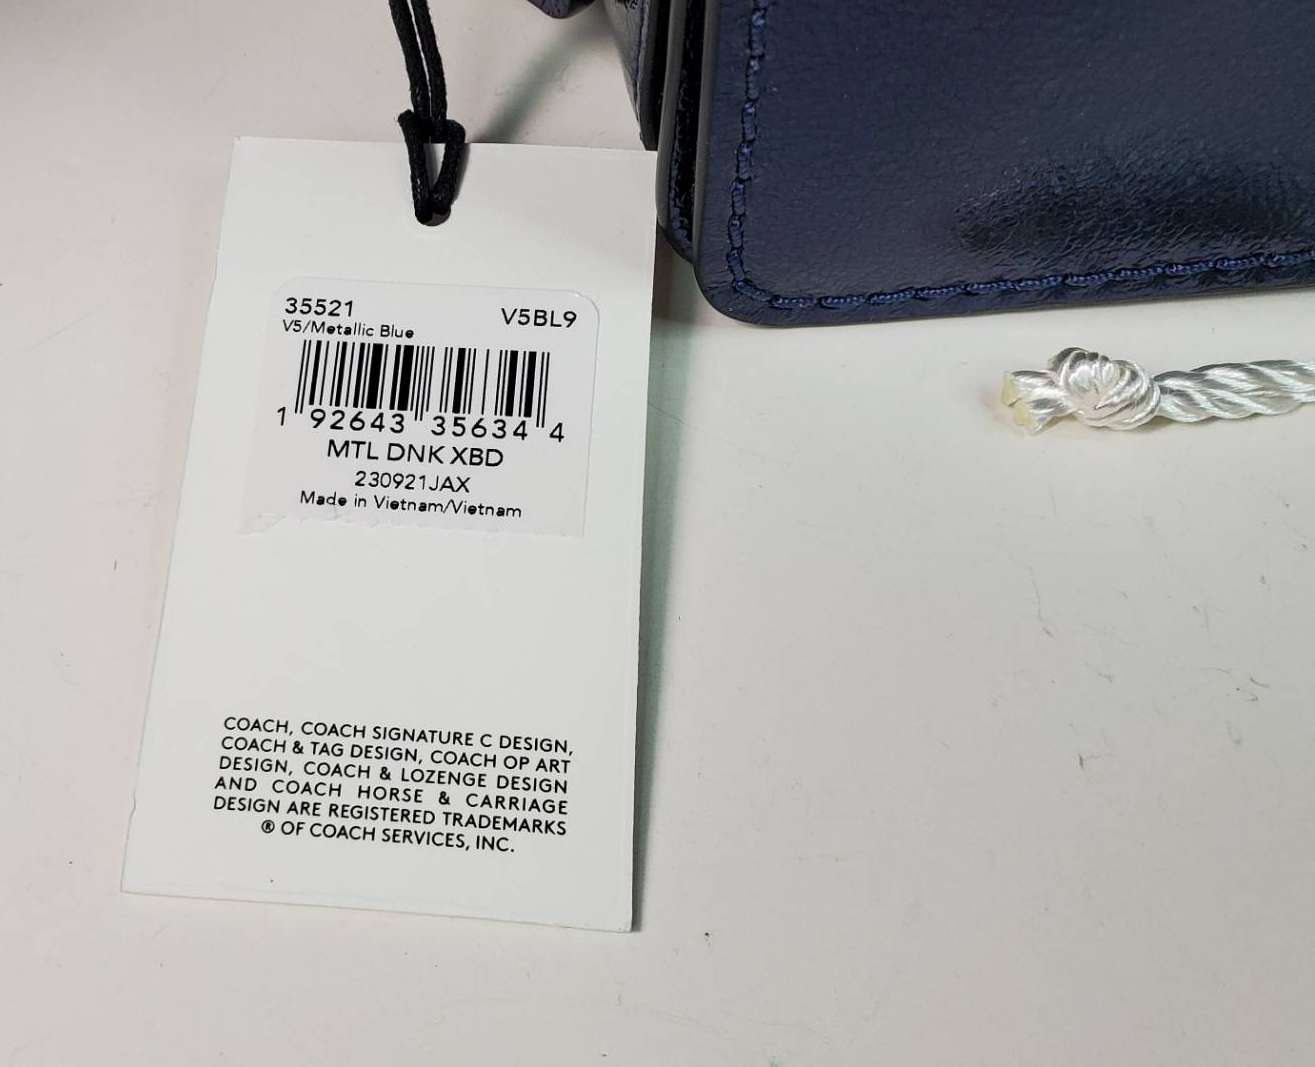 35521 V5BL9
V5/Metallic Blue
1 92643 35634 4
MTL DNK XBD
230921JAX
Made in Vietnam/Vietnam
COACH, COACH SIGNATURE C DESIGN,
COACH & TAG DESIGN, COACH OP ART
DESIGN, COACH & LOZENGE DESIGN
AND COACH HORSE & CARRIAGE
DESIGN ARE REGISTERED TRADEMARKS
® OF COACH SERVICES, INC.